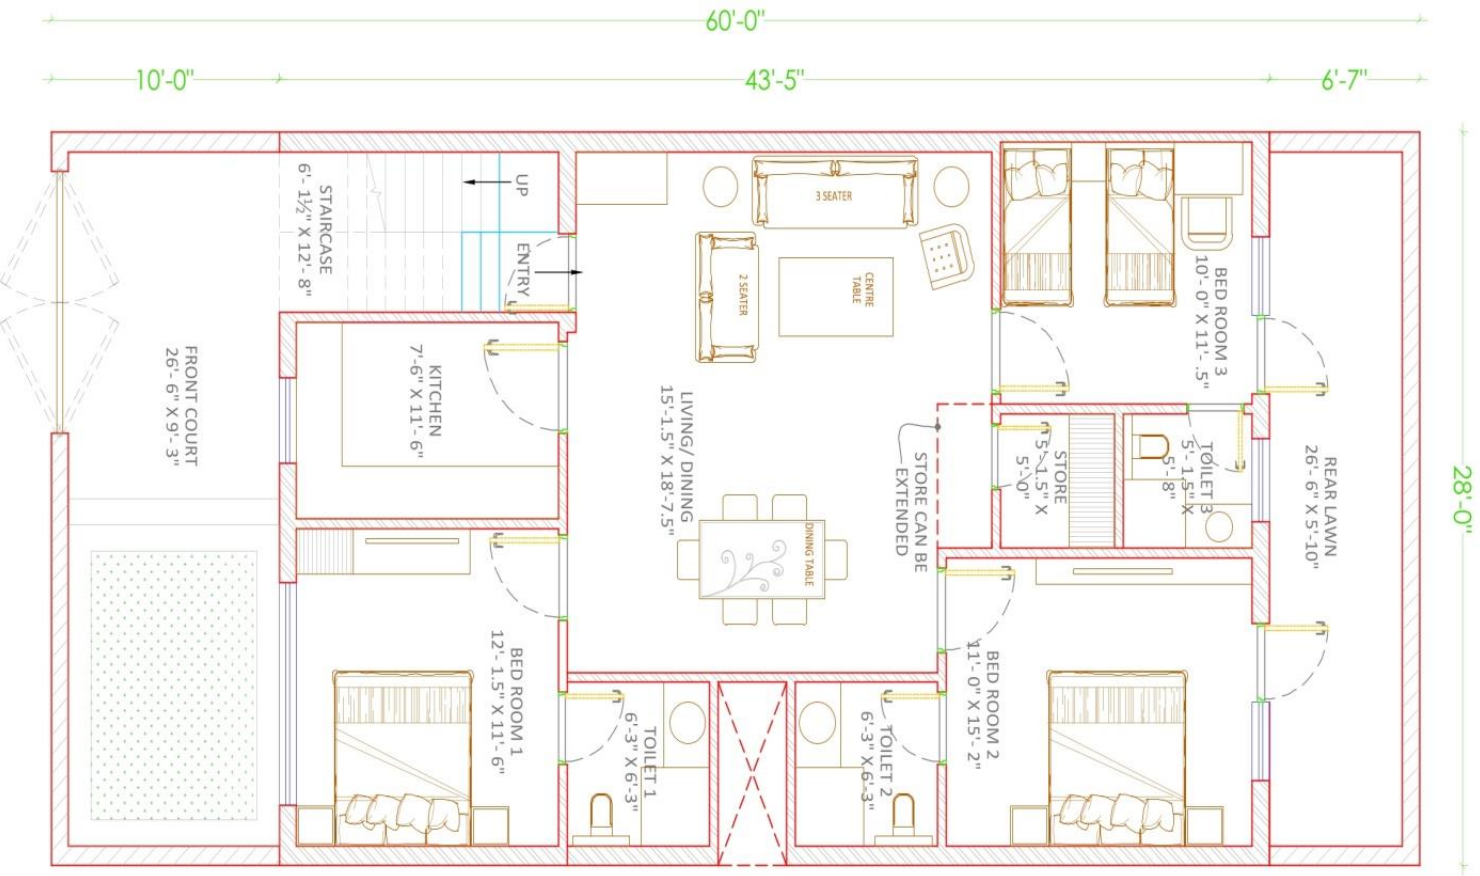 60'-0"
10'-0"
43'-5"
6'-7"
28'-0"
UP
STAIRCASE
6'- 1½" X 12'- 8"
ENTRY
FRONT COURT
26'- 6" X 9'- 3"
KITCHEN
7'-6" X 11'- 6"
3 SEATER
2 SEATER
CENTRE
TABLE
LIVING/ DINING
15'-1.5" X 18'-7.5"
DINING TABLE
STORE CAN BE
EXTENDED
BED ROOM 3
10'- 0" X 11'- .5"
STORE
5'- 1.5" X
5'-0"
TOILET 3
5'- 1.5" X
5'-8"
REAR LAWN
26'- 6" X 5'-10"
BED ROOM 1
12'- 1.5" X 11'- 6"
TOILET 1
6'-3" X 6'-3"
TOILET 2
6'-3" X 6'-3"
BED ROOM 2
11'- 0" X 15'- 2"